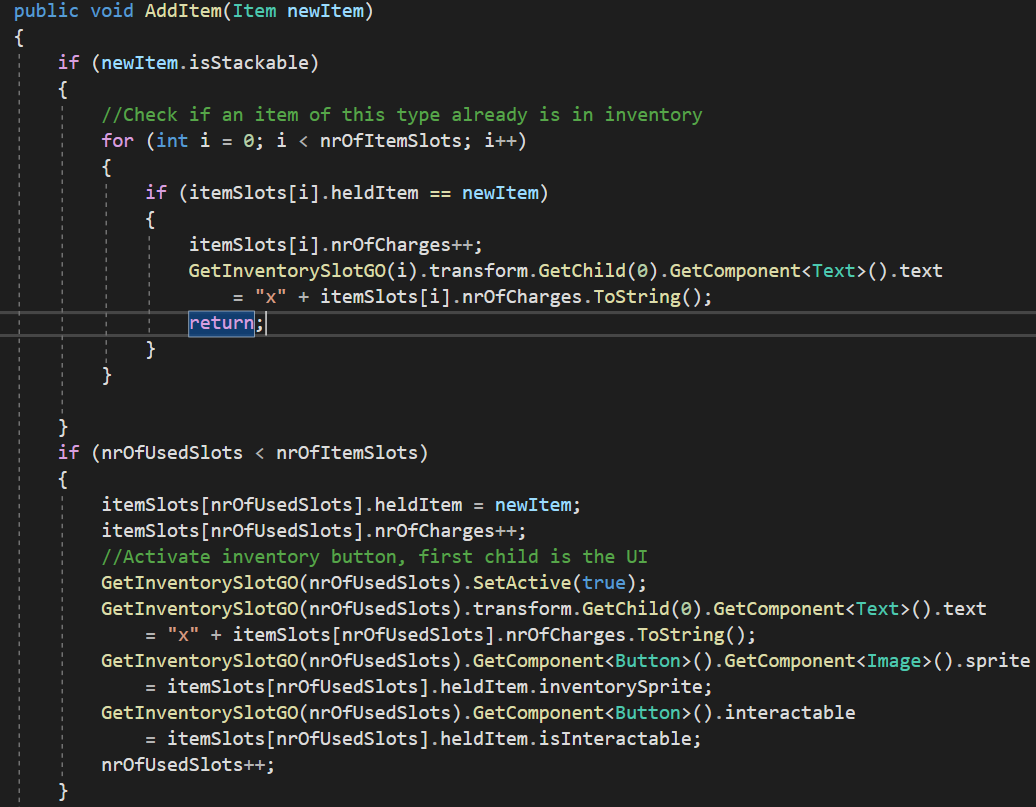 public void AddItem(Item newItem)
{
if (newItem.isStackable)
{
//Check if an item of this type already is in inventory
for (int i = 0; i < nrOfItemSlots; i++)
{
if (itemSlots[i].heldItem == newItem)
{
itemSlots[i].nrOfCharges++;
GetInventorySlotGO(i).transform.GetChild(0).GetComponent<Text>().text
= "x" + itemSlots[i].nrOfCharges.ToString();
return;
}
}
}
if (nrOfUsedSlots < nrOfItemSlots)
{
itemSlots[nrOfUsedSlots].heldItem = newItem;
itemSlots[nrOfUsedSlots].nrOfCharges++;
//Activate inventory button, first child is the UI
GetInventorySlotGO(nrOfUsedSlots).SetActive(true);
GetInventorySlotGO(nrOfUsedSlots).transform.GetChild(0).GetComponent<Text>().text
= "x" + itemSlots[nrOfUsedSlots].nrOfCharges.ToString();
GetInventorySlotGO(nrOfUsedSlots).GetComponent<Button>().GetComponent<Image>().sprite
= itemSlots[nrOfUsedSlots].heldItem.inventorySprite;
GetInventorySlotGO(nrOfUsedSlots).GetComponent<Button>().interactable
= itemSlots[nrOfUsedSlots].heldItem.isInteractable;
nrOfUsedSlots++;
}